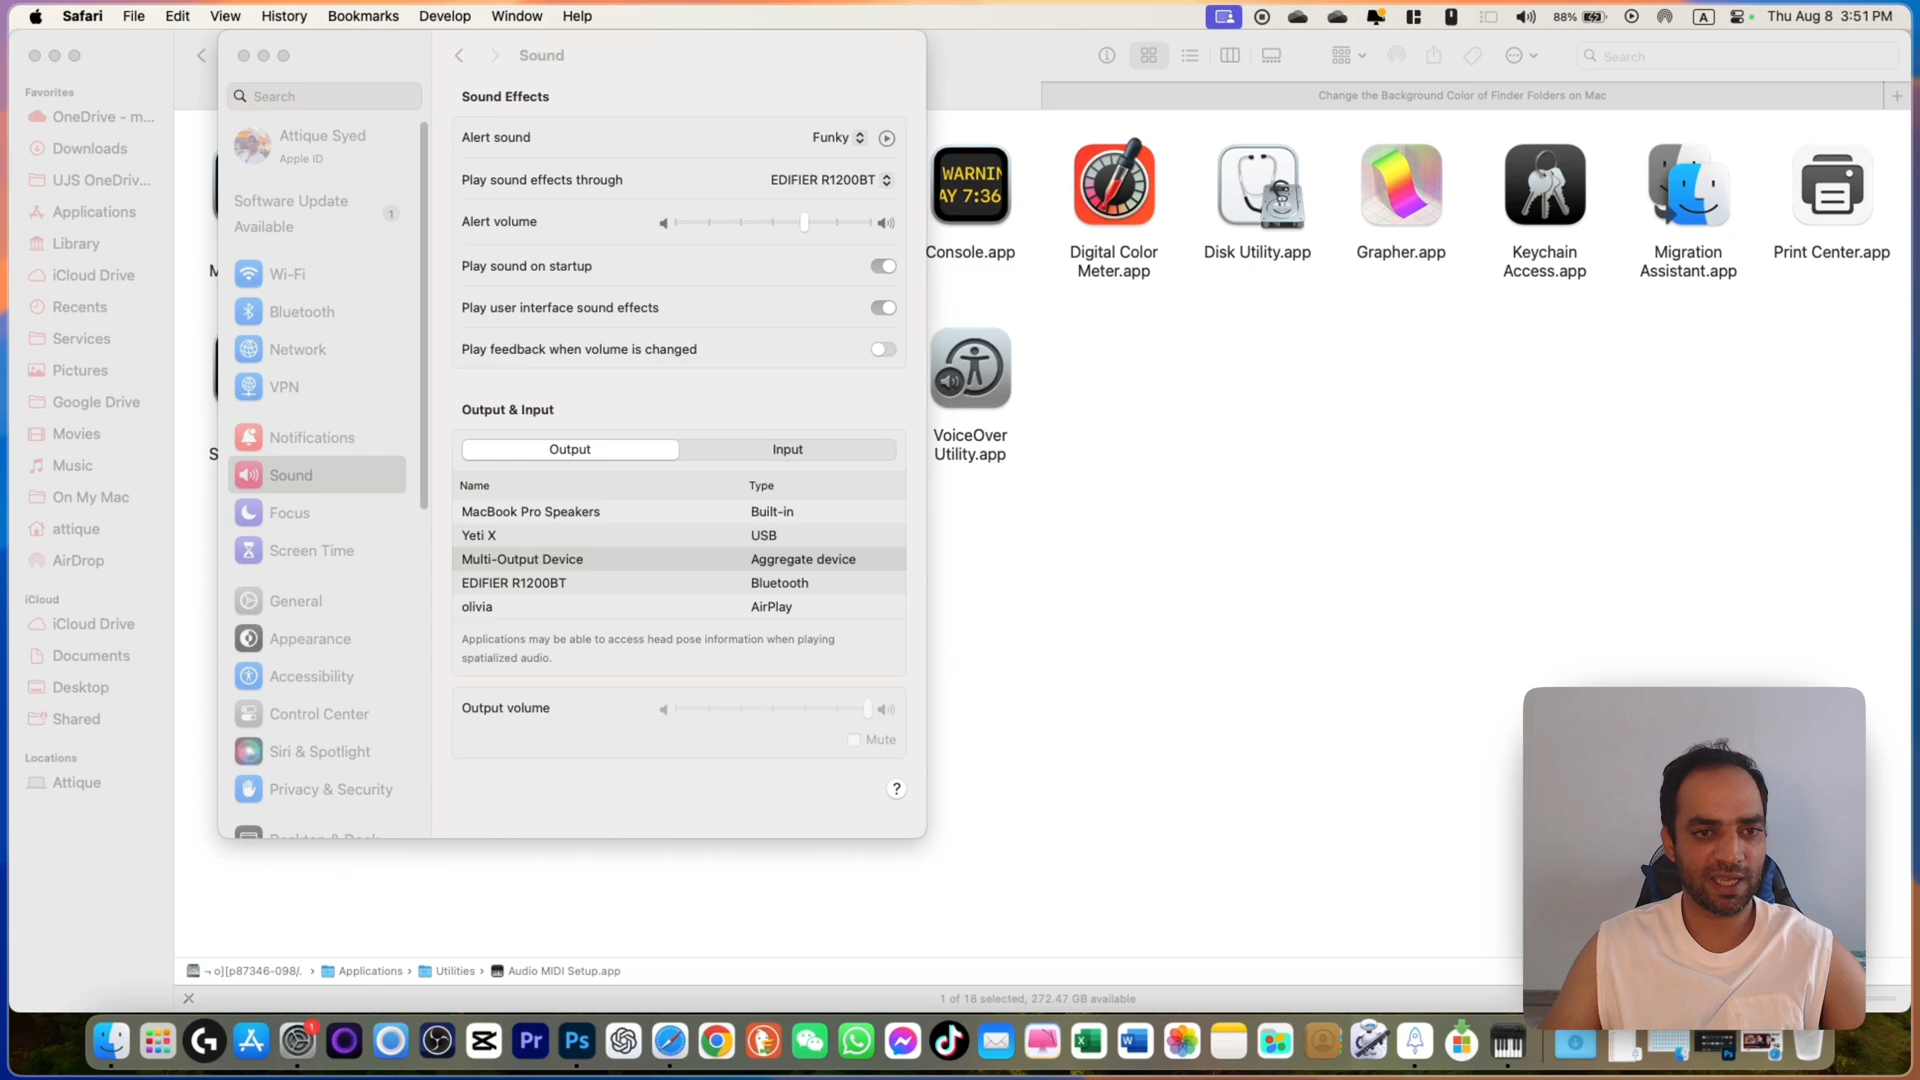 Safari File Edit View History Bookmarks Develop Window Help
88% A Thu Aug 8 3:51 PM
Favorites
OneDrive – m...
Downloads
UJS OneDriv...
Applications
Library
iCloud Drive
Recents
Services
Pictures
Google Drive
Movies
Music
On My Mac
attique
AirDrop
iCloud
iCloud Drive
Documents
Desktop
Shared
Locations
Attique
Search
Attique Syed
Apple ID
Software Update
Available 1
Wi-Fi
Bluetooth
Network
VPN
Notifications
Sound
Focus
Screen Time
General
Appearance
Accessibility
Control Center
Siri & Spotlight
Privacy & Security
Desktop & Dock
Sound
Sound Effects
Alert sound Funky
Play sound effects through EDIFIER R1200BT
Alert volume
Play sound on startup
Play user interface sound effects
Play feedback when volume is changed
Output & Input
Output Input
Name Type
MacBook Pro Speakers Built-in
Yeti X USB
Multi-Output Device Aggregate device
EDIFIER R1200BT Bluetooth
olivia AirPlay
Applications may be able to access head pose information when playing
spatialized audio.
Output volume
Mute
?
Search
Change the Background Color of Finder Folders on Mac
WARNIN
AY 7:36
Console.app
Digital Color
Meter.app
Disk Utility.app
Grapher.app
Keychain
Access.app
Migration
Assistant.app
Print Center.app
M
S
VoiceOver
Utility.app
¬ o][p87346-098/. › Applications › Utilities › Audio MIDI Setup.app
1 of 18 selected, 272.47 GB available
1
Pr
Ps